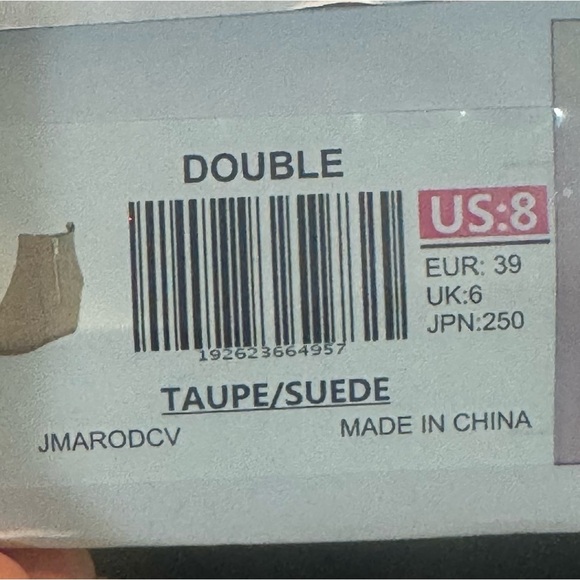 DOUBLE
US:8
EUR: 39
UK:6
JPN:250
192623664957
TAUPE/SUEDE
JMARODCV
MADE IN CHINA